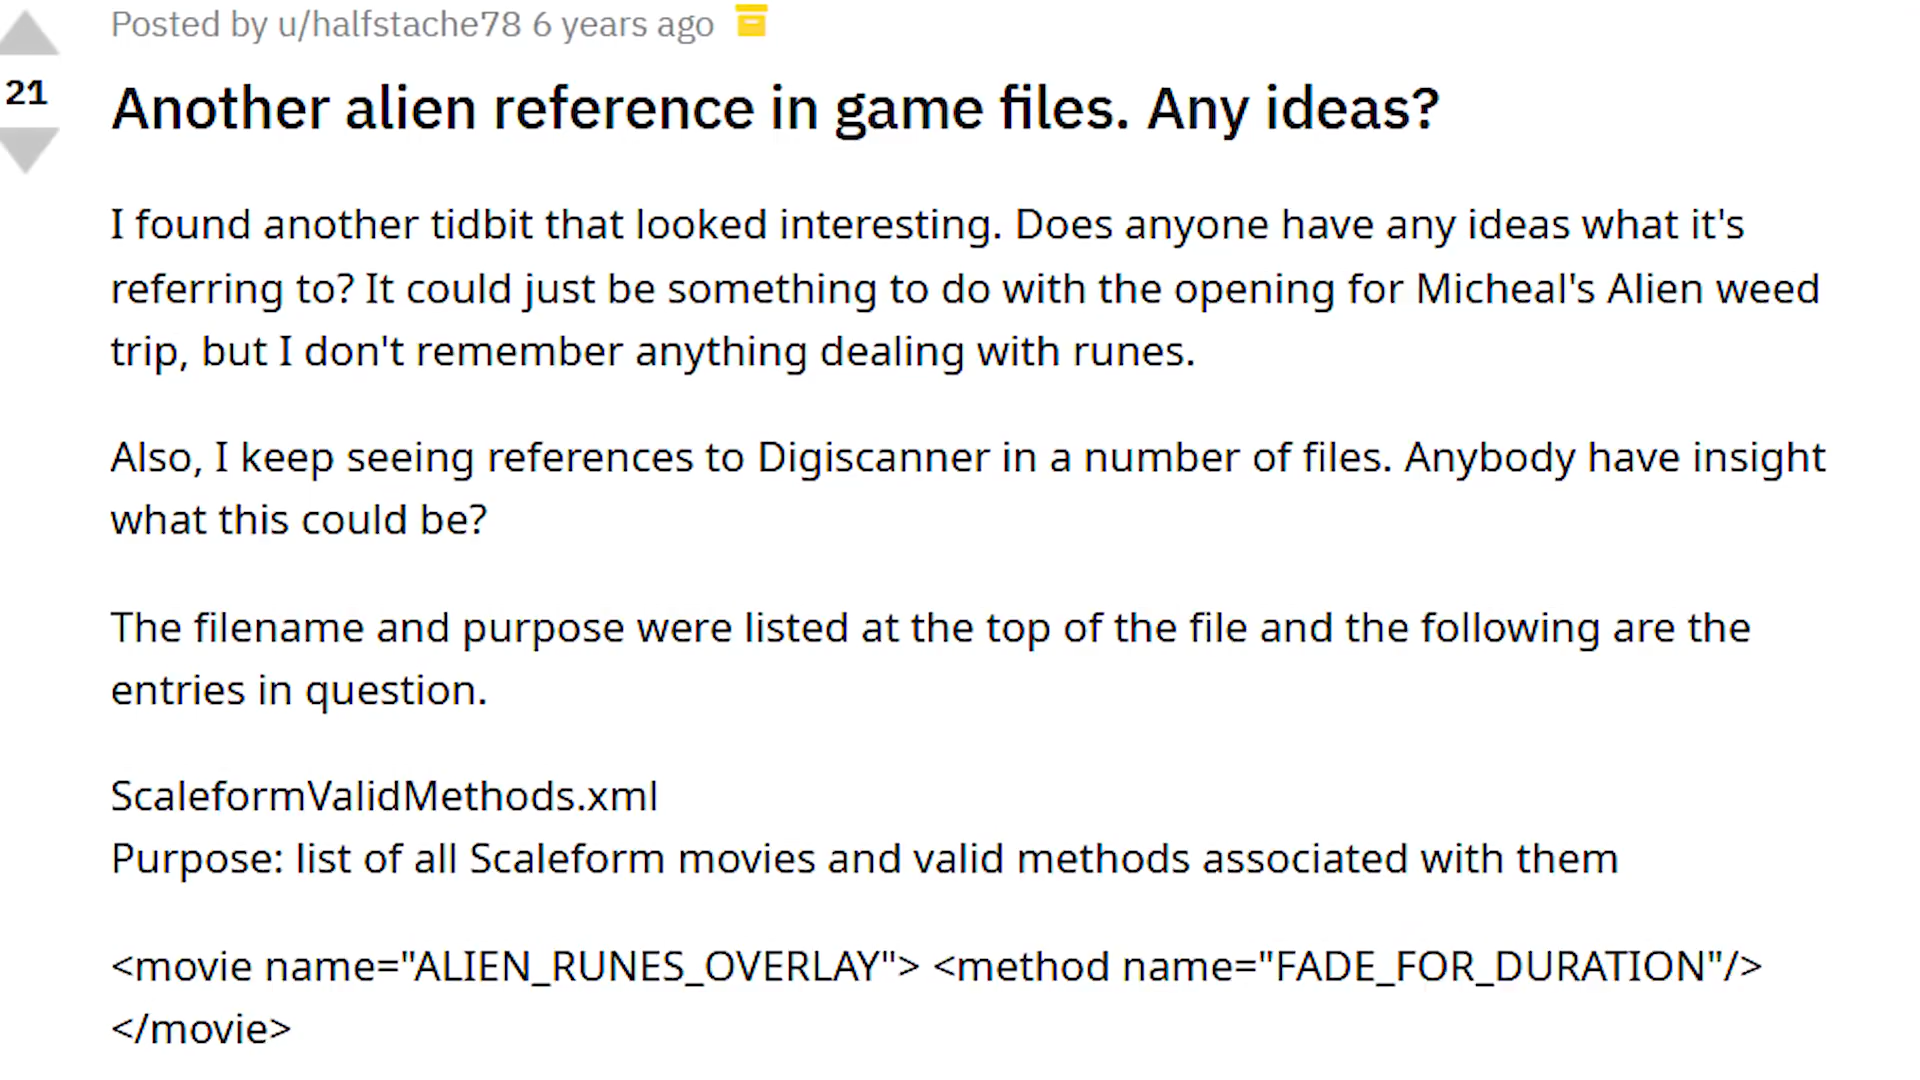 Posted by u/halfstache78 6 years ago
21
Another alien reference in game files. Any ideas?
I found another tidbit that looked interesting. Does anyone have any ideas what it's
referring to? It could just be something to do with the opening for Micheal's Alien weed
trip, but I don't remember anything dealing with runes.
Also, I keep seeing references to Digiscanner in a number of files. Anybody have insight
what this could be?
The filename and purpose were listed at the top of the file and the following are the
entries in question.
ScaleformValidMethods.xml
Purpose: list of all Scaleform movies and valid methods associated with them
<movie name="ALIEN_RUNES_OVERLAY"> <method name="FADE_FOR_DURATION"/>
</movie>